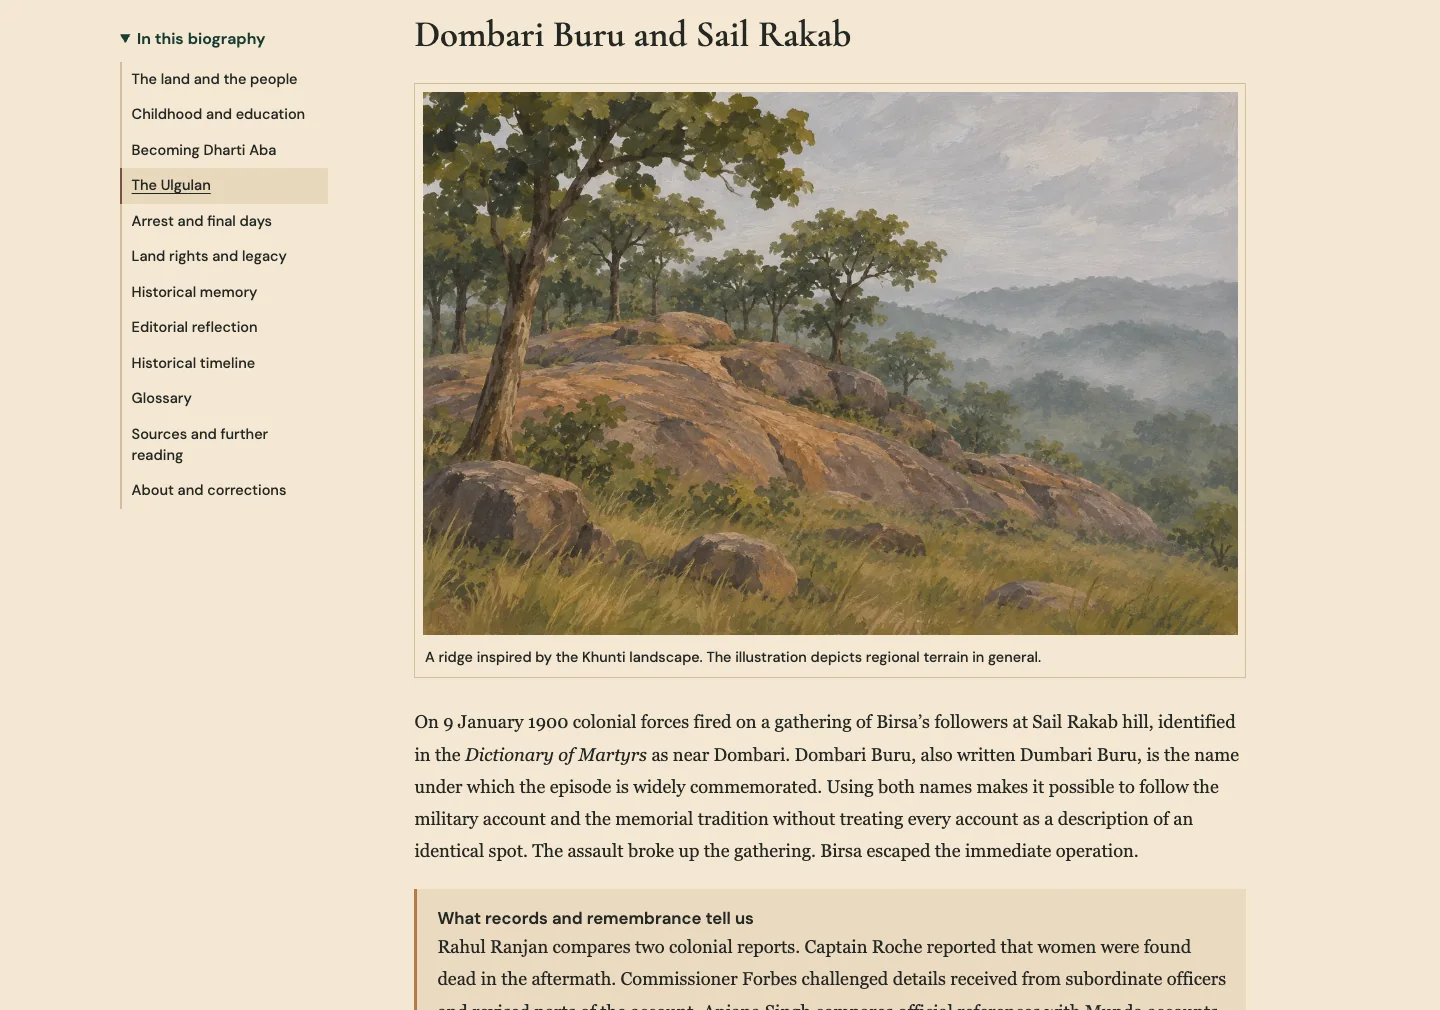 In this biography
The land and the people
Childhood and education
Becoming Dharti Aba
The Ulgulan
Arrest and final days
Land rights and legacy
Historical memory
Editorial reflection
Historical timeline
Glossary
Sources and further
reading
About and corrections
Dombari Buru and Sail Rakab
A ridge inspired by the Khunti landscape. The illustration depicts regional terrain in general.
On 9 January 1900 colonial forces fired on a gathering of Birsa’s followers at Sail Rakab hill, identified
in the Dictionary of Martyrs as near Dombari. Dombari Buru, also written Dumbari Buru, is the name
under which the episode is widely commemorated. Using both names makes it possible to follow the
military account and the memorial tradition without treating every account as a description of an
identical spot. The assault broke up the gathering. Birsa escaped the immediate operation.
What records and remembrance tell us
Rahul Ranjan compares two colonial reports. Captain Roche reported that women were found
dead in the aftermath. Commissioner Forbes challenged details received from subordinate officers